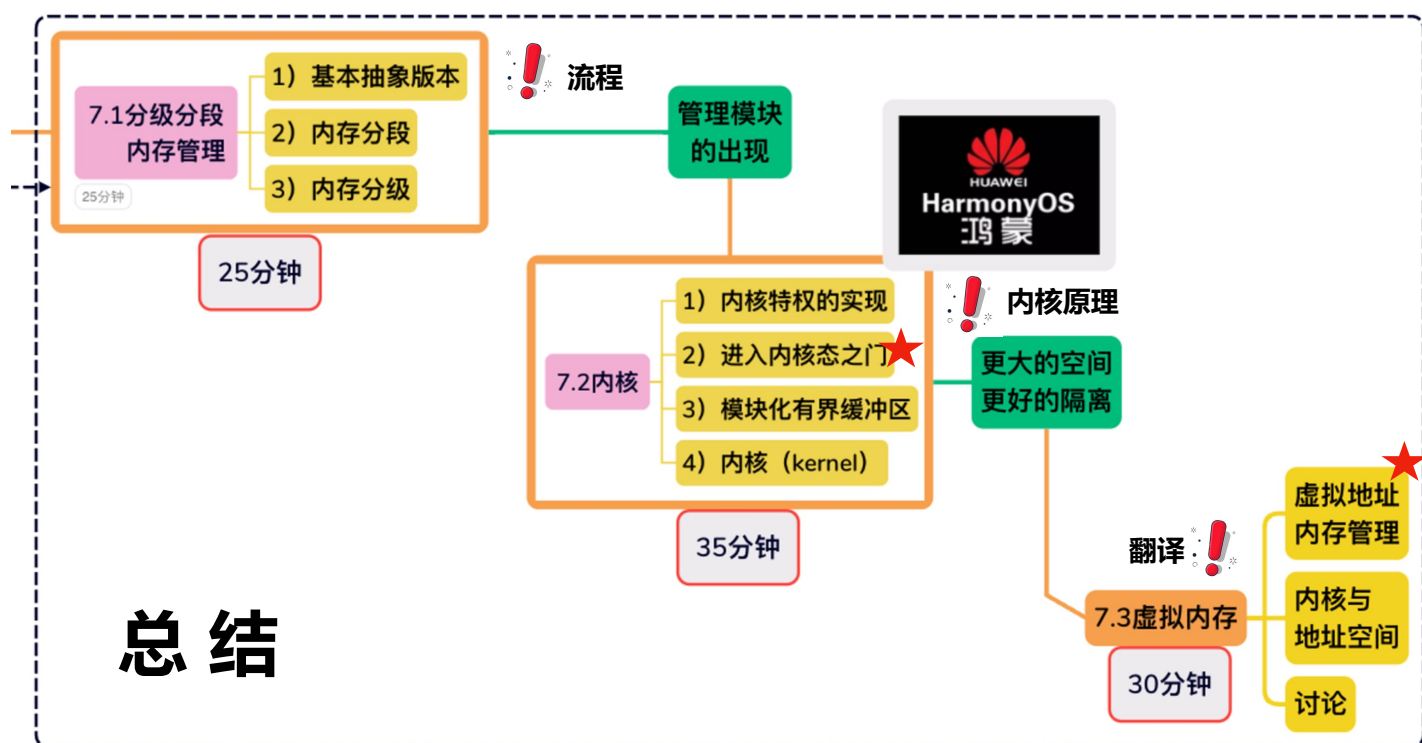 7.1分级分段
内存管理
25分钟
1）基本抽象版本
2）内存分段
3）内存分级
25分钟
流程
管理模块
的出现
HUAWEI
HarmonyOS
鸿蒙
7.2内核
1）内核特权的实现
2）进入内核态之门
3）模块化有界缓冲区
4）内核（kernel）
35分钟
内核原理
更大的空间
更好的隔离
翻译
7.3虚拟内存
30分钟
虚拟地址
内存管理
内核与
地址空间
讨论
总 结